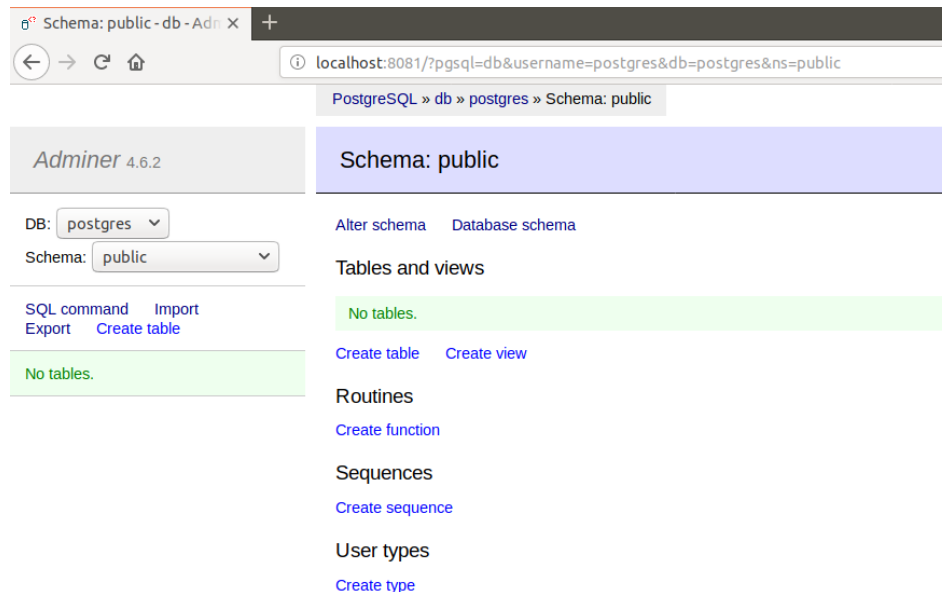 Schema: public - db - Adn
localhost:8081/?pgsql=db&username=postgres&db=postgres&ns=public
PostgreSQL » db » postgres » Schema: public
Adminer 4.6.2
Schema: public
DB: postgres
Schema: public
Alter schema Database schema
Tables and views
SQL command Import
Export Create table
No tables.
No tables.
Create table Create view
Routines
Create function
Sequences
Create sequence
User types
Create type